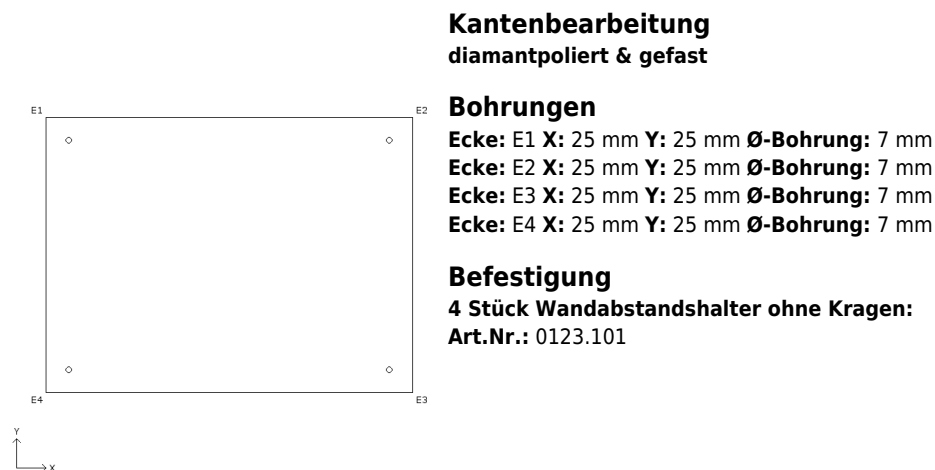 Kantenbearbeitung
diamantpoliert & gefast
E1
E2
Bohrungen
Ecke: E1 X: 25 mm Y: 25 mm Ø-Bohrung: 7 mm
Ecke: E2 X: 25 mm Y: 25 mm Ø-Bohrung: 7 mm
Ecke: E3 X: 25 mm Y: 25 mm Ø-Bohrung: 7 mm
Ecke: E4 X: 25 mm Y: 25 mm Ø-Bohrung: 7 mm
Befestigung
4 Stück Wandabstandshalter ohne Kragen:
Art.Nr.: 0123.101
E4
E3
Y
X